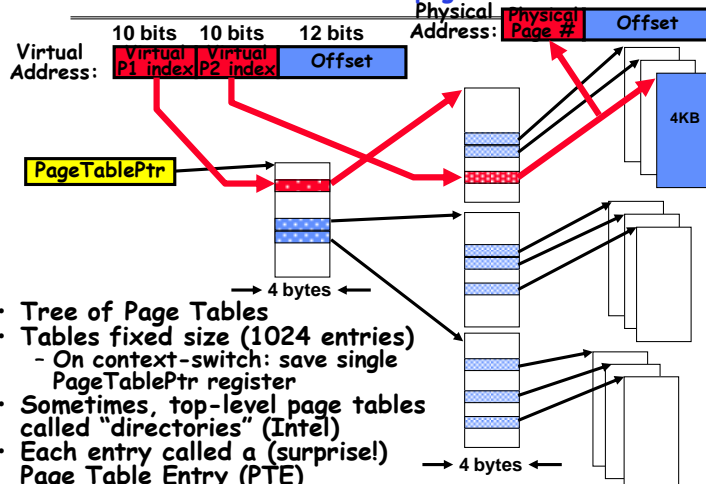 Physical
Address:
Physical
Page #
Offset
10 bits
10 bits
12 bits
Virtual
Address:
Virtual
P1 index
Virtual
P2 index
Offset
4KB
PageTablePtr
4 bytes
• Tree of Page Tables
• Tables fixed size (1024 entries)
- On context-switch: save single
PageTablePtr register
• Sometimes, top-level page tables
called “directories” (Intel)
• Each entry called a (surprise!)
Page Table Entry (PTE)
4 bytes